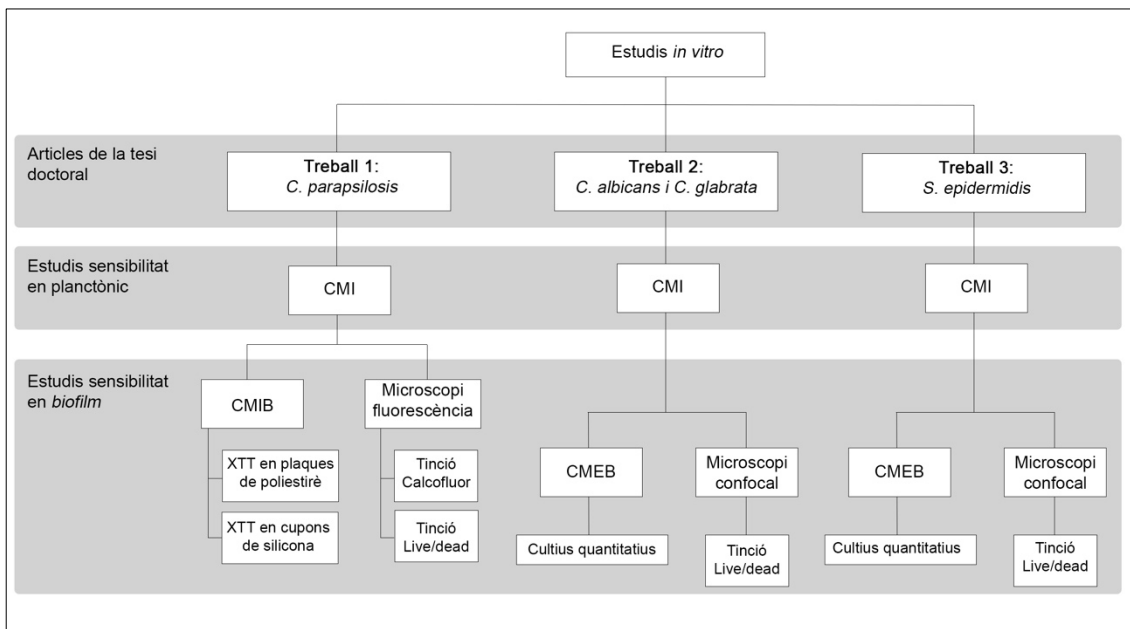 Estudis in vitro
Articles de la tesi
doctoral
Treball 1:
C. parapsilosis
Treball 2:
C. albicans i C. glabrata
Treball 3:
S. epidermidis
Estudis sensibilitat
en planctònic
CMI
CMI
CMI
Estudis sensibilitat
en biofilm
CMIB
Microscopi
fluorescència
XTT en plaques
de poliestirè
Tinció
Calcofluor
XTT en cupons
de silicona
Tinció
Live/dead
CMEB
Microscopi
confocal
Cultius quantitatius
Tinció
Live/dead
CMEB
Microscopi
confocal
Cultius quantitatius
Tinció
Live/dead